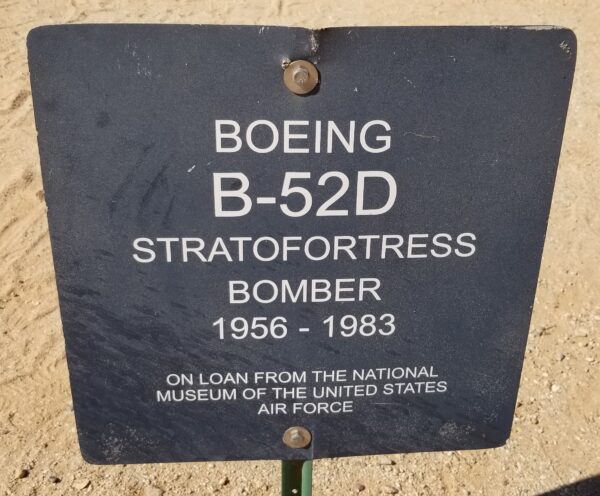 BOEING
B-52D
STRATOFORTRESS
BOMBER
1956 - 1983
ON LOAN FROM THE NATIONAL
MUSEUM OF THE UNITED STATES
AIR FORCE